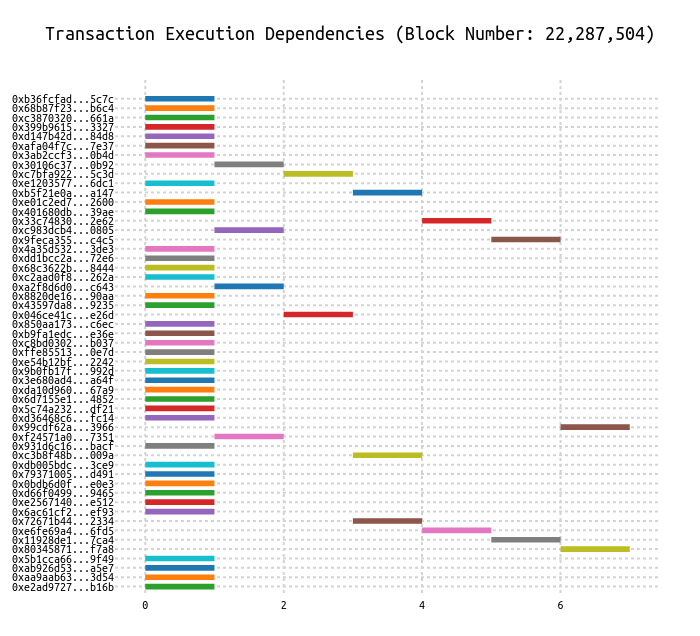 Transaction Execution Dependencies (Block Number: 22,287,504)
0xb36fcfad...5c7c
0x68b87f23...b6c4
0xc3870320...661a
0x399b9615...3327
0xd147b42d...84d8
0xafa04f7c...7e37
0x3ab2ccf3...0b4d
0x30106c37...0b92
0xc7bfa922...5c3d
0xe1203577...6dc1
0xb5f21e0a...a147
0xe01c2ed7...2600
0x401680db...39ae
0x33c74830...2e62
0xc983dcb4...0805
0x9feca355...c4c5
0x4a35d532...3de3
0xdd1bcc2a...72e6
0x68c3622b...8444
0xc2aad0f8...262a
0xa2f8d6d0...c643
0x8820de16...90aa
0x43597da8...9235
0x046ce41c...e26d
0x850aa173...c6ec
0xb9fa1edc...e36e
0xc8bd0302...b037
0xffe85513...0e7d
0xe54b12bf...2242
0x9b0fb17f...992d
0x3e680ad4...a64f
0xda10d960...67a9
0x6d7155e1...4852
0x5c74a232...df21
0xd36468c6...fc14
0x99cdf62a...3966
0xf24571a0...7351
0x931d6c16...bacf
0xc3b8f48b...009a
0xdb005bdc...3ce9
0x79371005...d491
0x0bdb6d0f...e0e3
0xd66f0499...9465
0xe2567140...e512
0x6ac61cf2...ef93
0x72671b44...2334
0xe6fe69a4...6fd5
0x11928de1...7ca4
0x80345871...f7a8
0x5b1cca66...9f49
0xab926d53...a5e7
0xaa9aab63...3d54
0xe2ad9727...b16b
0 2 4 6